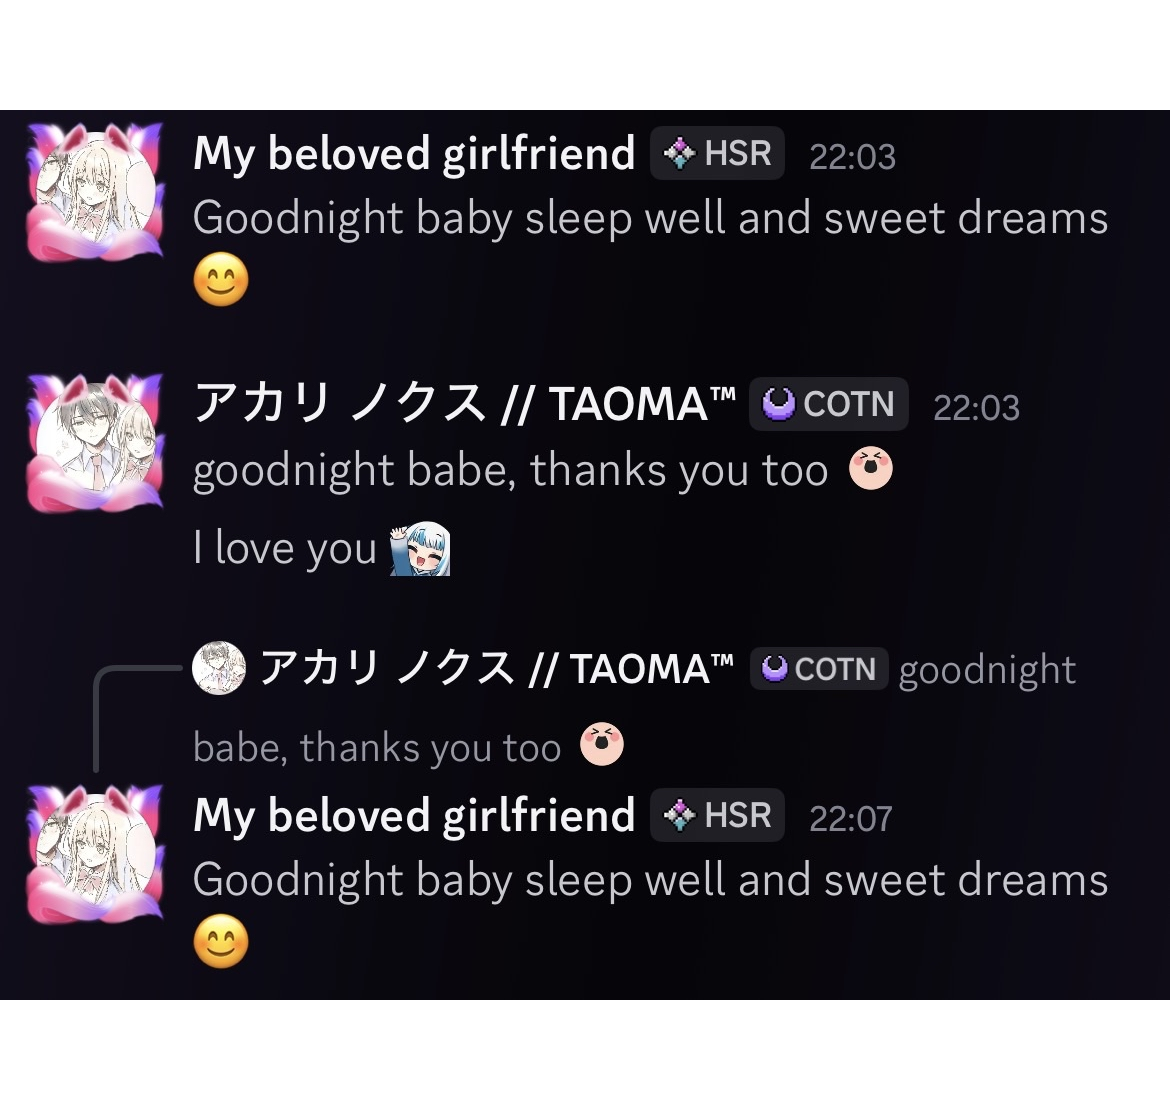 My beloved girlfriend HSR 22:03
Goodnight baby sleep well and sweet dreams
😊
アカリ ノクス // TAOMA™ COTN 22:03
goodnight babe, thanks you too
I love you
アカリ ノクス // TAOMA™ COTN goodnight
babe, thanks you too
My beloved girlfriend HSR 22:07
Goodnight baby sleep well and sweet dreams
😊